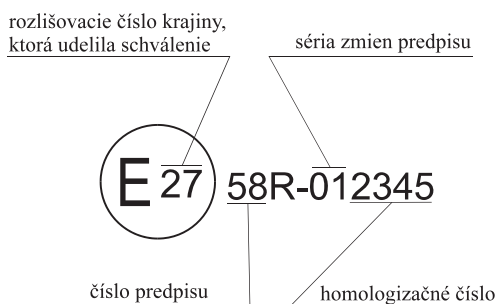 rozlišovacie číslo krajiny,
ktorá udelila schválenie
séria zmien predpisu
E 27 58R-012345
číslo predpisu
homologizačné číslo